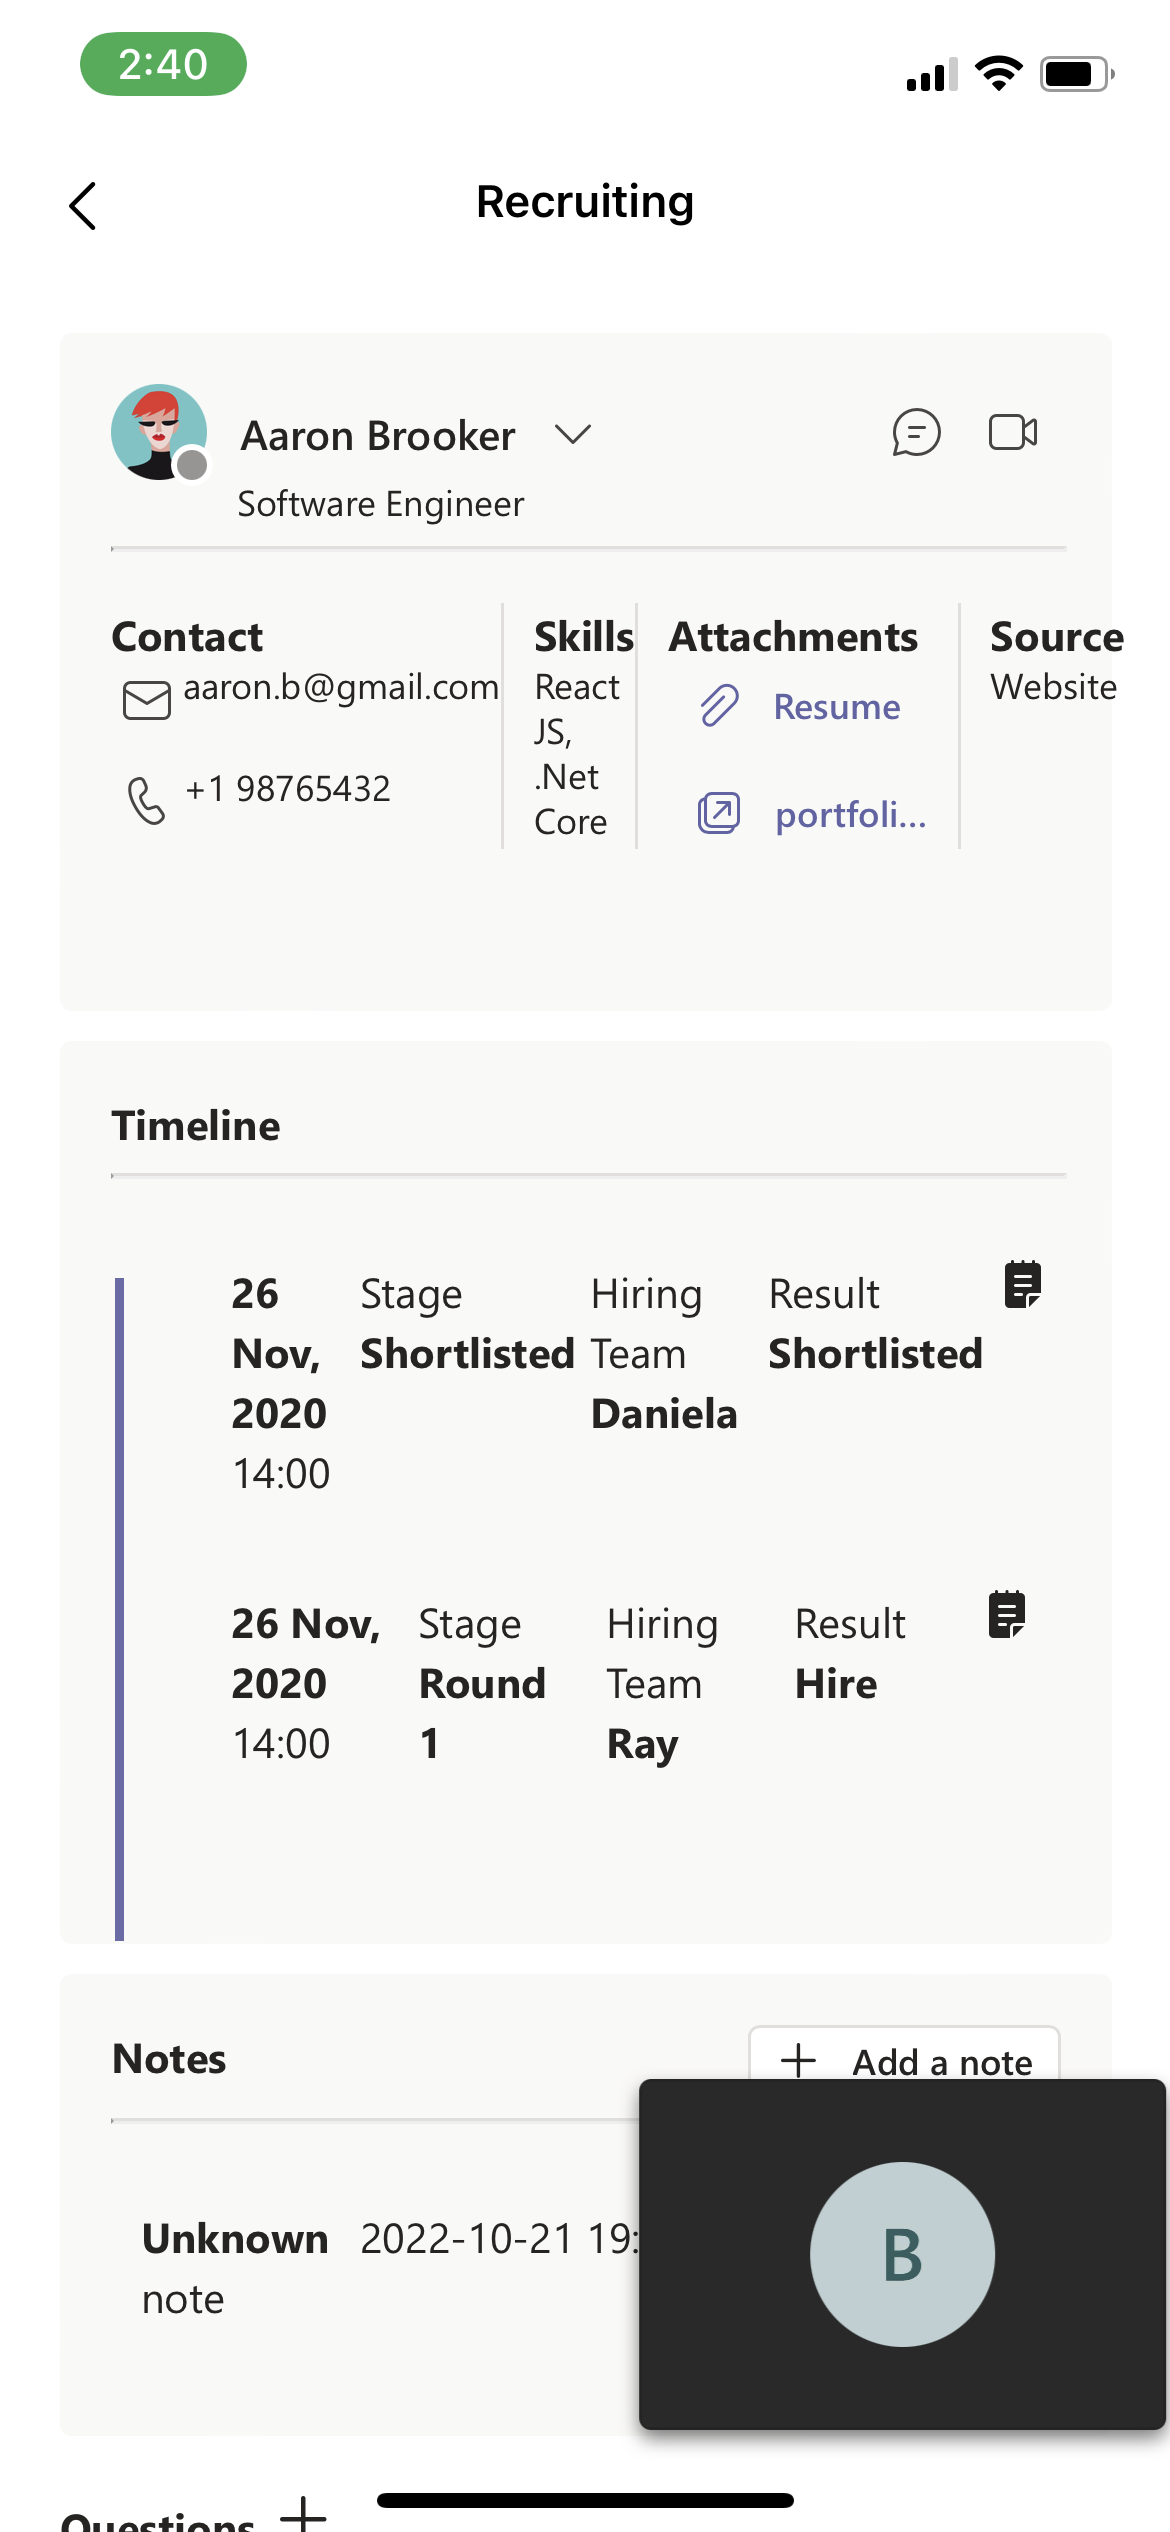 2:40
Recruiting
Aaron Brooker
Software Engineer
Contact
aaron.b@gmail.com
+1 98765432
Skills
React
JS,
.Net
Core
Attachments
Resume
portfoli...
Source
Website
Timeline
26
Nov,
2020
14:00
Stage
Shortlisted
Hiring
Team
Daniela
Result
Shortlisted
26 Nov,
2020
14:00
Stage
Round
1
Hiring
Team
Ray
Result
Hire
Notes
Add a note
Unknown 2022-10-21 19:
note
B
Questions